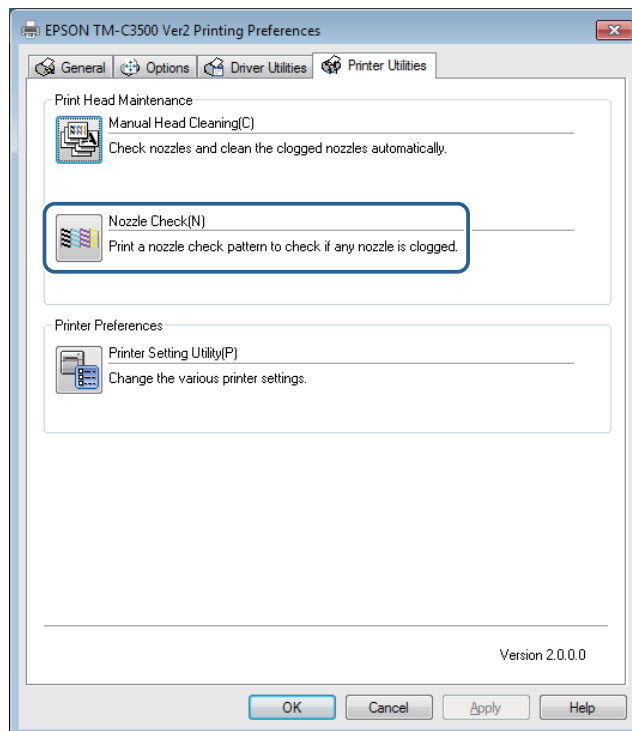 EPSON TM-C3500 Ver2 Printing Preferences
General Options Driver Utilities Printer Utilities
Print Head Maintenance
Manual Head Cleaning(C)
Check nozzles and clean the clogged nozzles automatically.
Nozzle Check(N)
Print a nozzle check pattern to check if any nozzle is clogged.
Printer Preferences
Printer Setting Utility(P)
Change the various printer settings.
Version 2.0.0.0
OK Cancel Apply Help